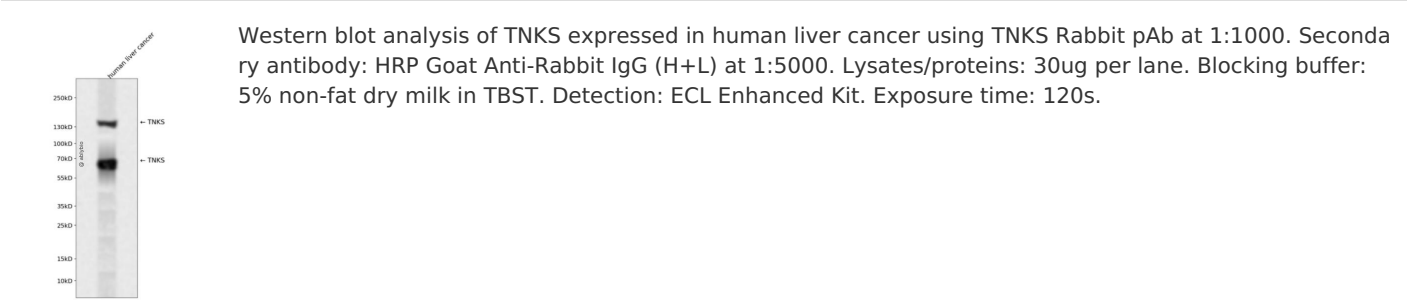 human liver cancer
Western blot analysis of TNKS expressed in human liver cancer using TNKS Rabbit pAb at 1:1000. Seconda
ry antibody: HRP Goat Anti-Rabbit IgG (H+L) at 1:5000. Lysates/proteins: 30ug per lane. Blocking buffer:
5% non-fat dry milk in TBST. Detection: ECL Enhanced Kit. Exposure time: 120s.
250kD
130kD
← TNKS
100kD
70kD
← TNKS
55kD
35kD
25kD
15kD
10kD